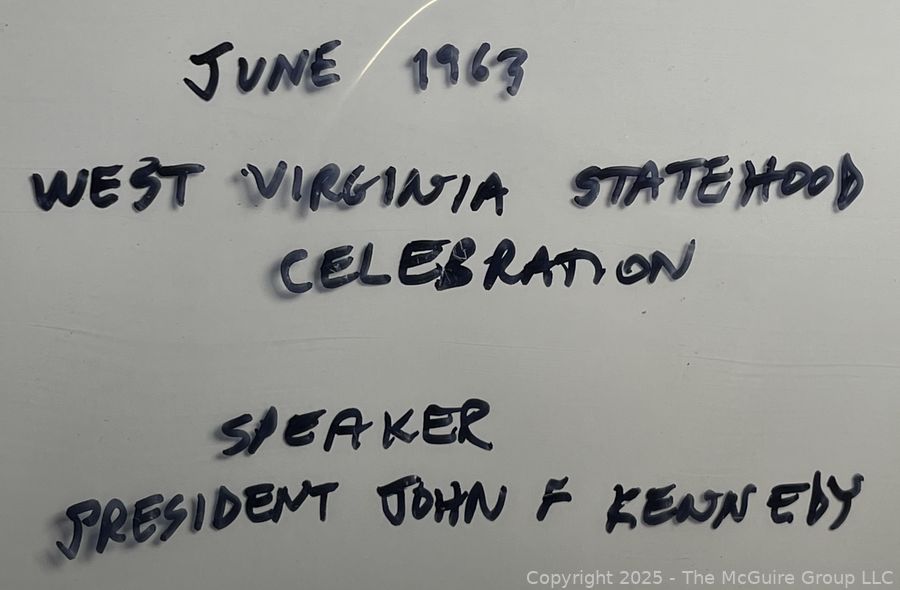 JUNE 1963
WEST VIRGINIA STATEHOOD
CELEBRATION
SPEAKER
PRESIDENT JOHN F KENNEDY
Copyright 2025 - The McGuire Group LLC